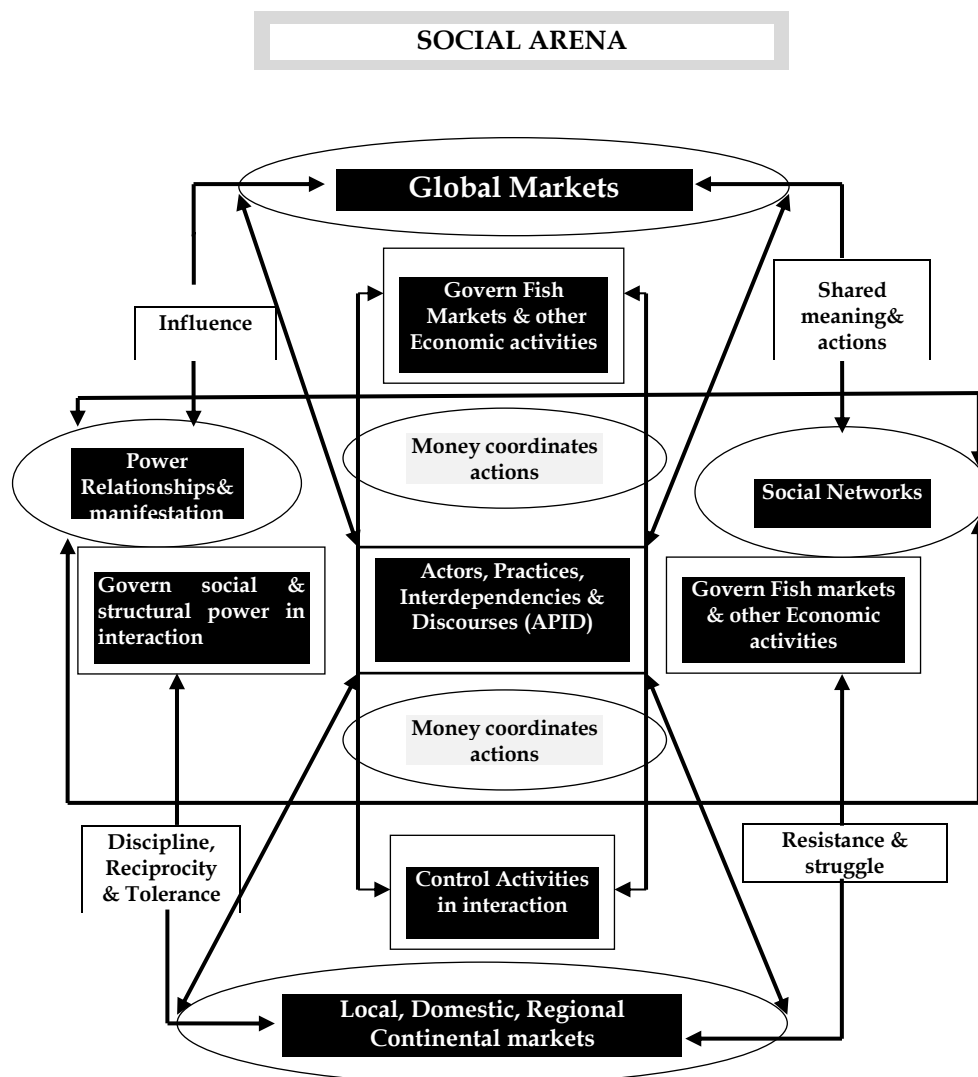 SOCIAL ARENA
Global Markets
Govern Fish
Markets & other
Economic activities
Influence
Shared
meaning&
actions
Money coordinates
actions
Power
Relationships&
manifestation
Social Networks
Govern social &
structural power in
interaction
Actors, Practices,
Interdependencies &
Discourses (APID)
Govern Fish markets
& other Economic
activities
Money coordinates
actions
Discipline,
Reciprocity
& Tolerance
Resistance &
struggle
Control Activities
in interaction
Local, Domestic, Regional
Continental markets